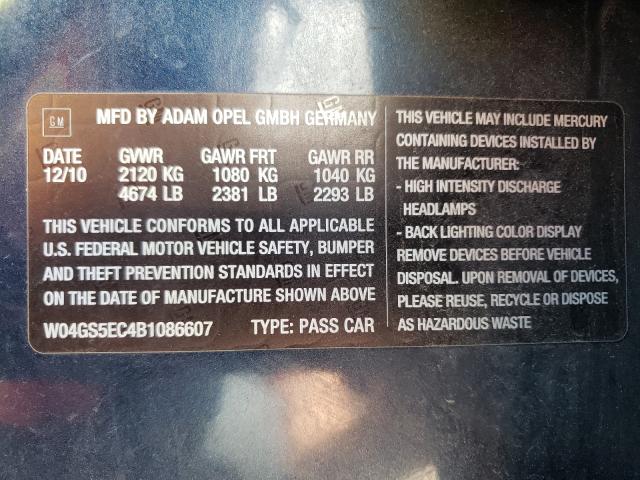 GM
MFD BY ADAM OPEL GMBH GERMANY
DATE GVWR GAWR FRT GAWR RR
12/10 2120 KG 1080 KG 1040 KG
4674 LB 2381 LB 2293 LB
THIS VEHICLE CONFORMS TO ALL APPLICABLE
U.S. FEDERAL MOTOR VEHICLE SAFETY, BUMPER
AND THEFT PREVENTION STANDARDS IN EFFECT
ON THE DATE OF MANUFACTURE SHOWN ABOVE
W04GS5EC4B1086607 TYPE: PASS CAR
THIS VEHICLE MAY INCLUDE MERCURY
CONTAINING DEVICES INSTALLED BY
THE MANUFACTURER:
- HIGH INTENSITY DISCHARGE
HEADLAMPS
- BACK LIGHTING COLOR DISPLAY
REMOVE DEVICES BEFORE VEHICLE
DISPOSAL. UPON REMOVAL OF DEVICES,
PLEASE REUSE, RECYCLE OR DISPOSE
AS HAZARDOUS WASTE